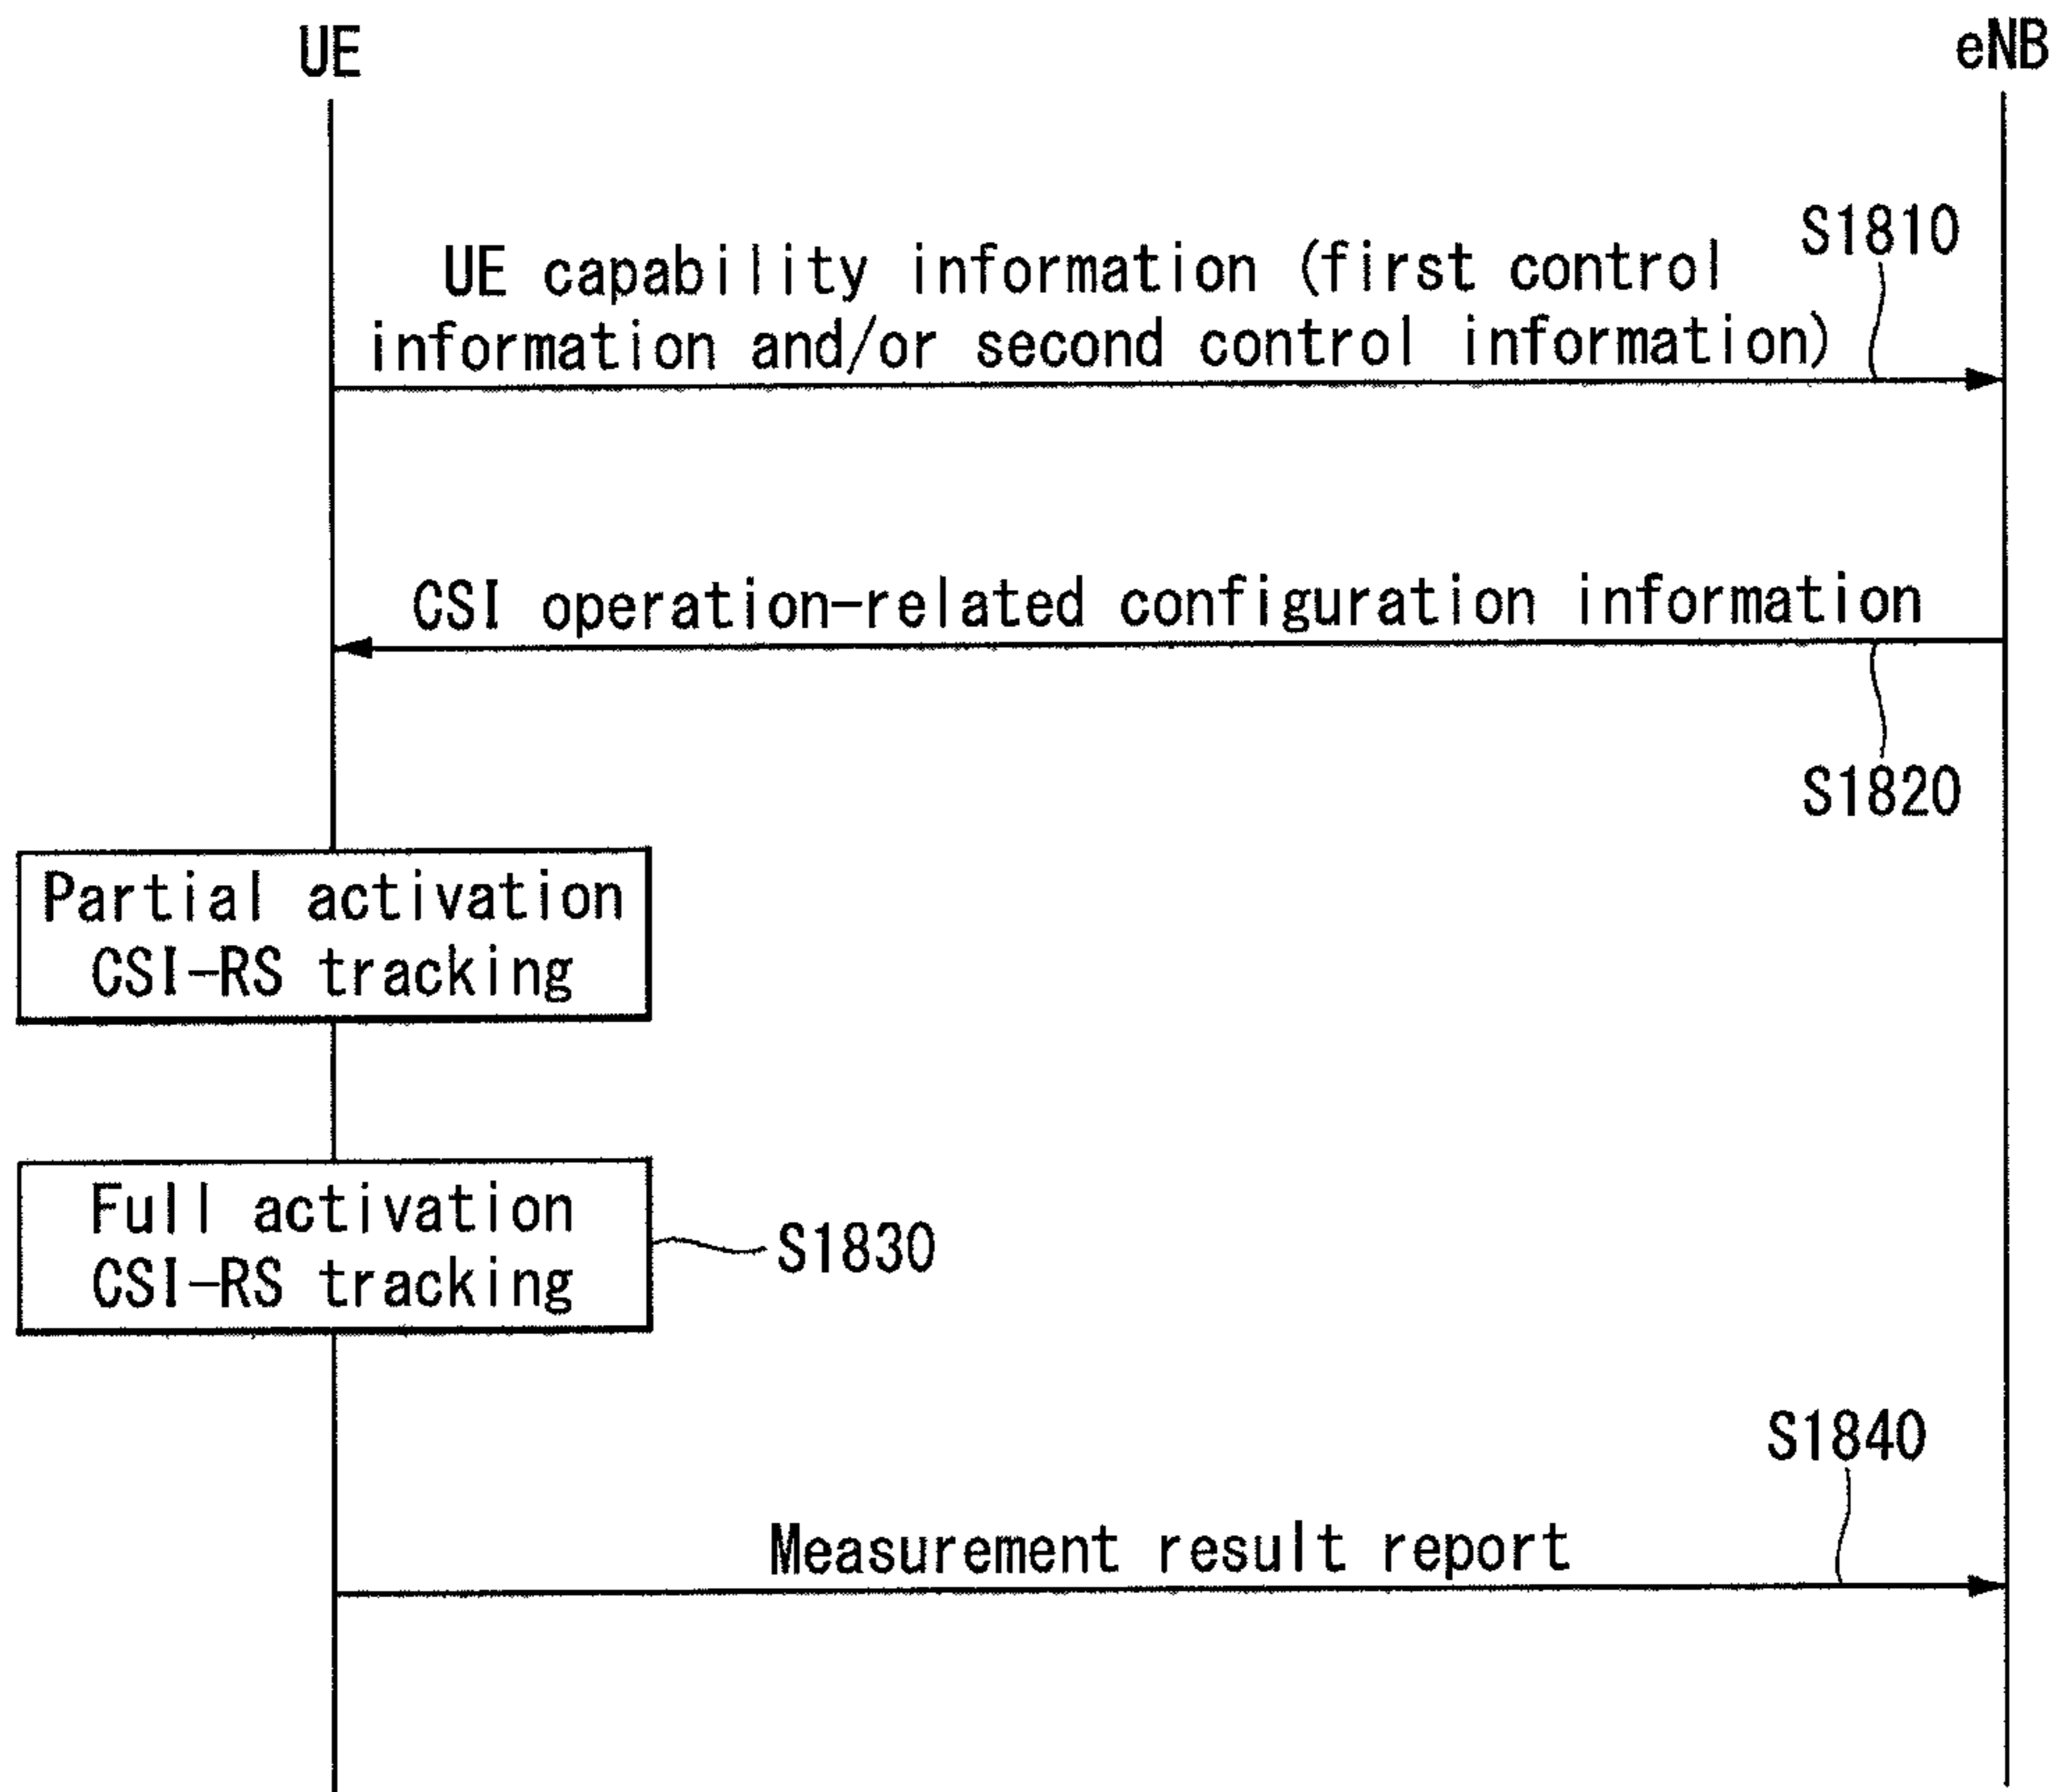 UE
eNB
S1810
UE capability information (first control
information and/or second control information)
CSI operation-related configuration information
S1820
Partial activation
CSI-RS tracking
Full activation
CSI-RS tracking
S1830
S1840
Measurement result report